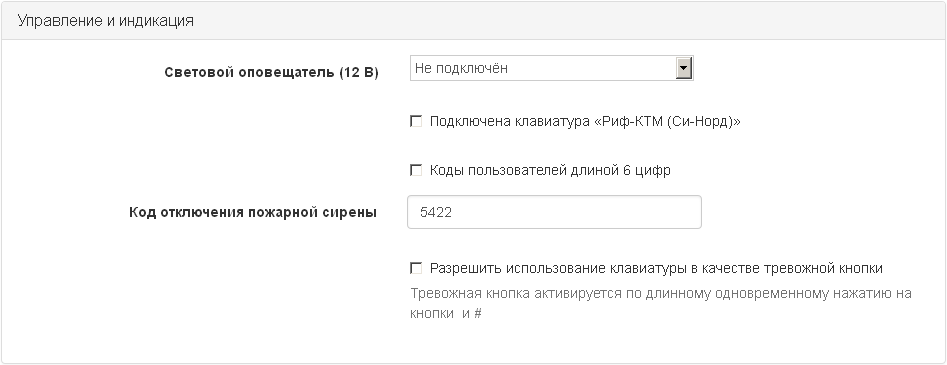 Управление и индикация
Световой оповещатель (12 В)
Не подключён
Подключена клавиатура «Риф-КТМ (Си-Норд)»
Коды пользователей длиной 6 цифр
Код отключения пожарной сирены
5422
Разрешить использование клавиатуры в качестве тревожной кнопки
Тревожная кнопка активируется по длинному одновременному нажатию на
кнопки и #